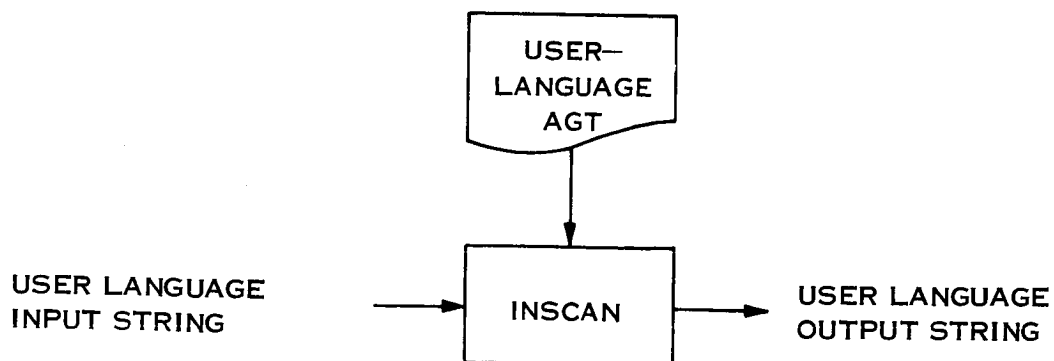 USER—
LANGUAGE
AGT
USER LANGUAGE
INPUT STRING
INSCAN
USER LANGUAGE
OUTPUT STRING